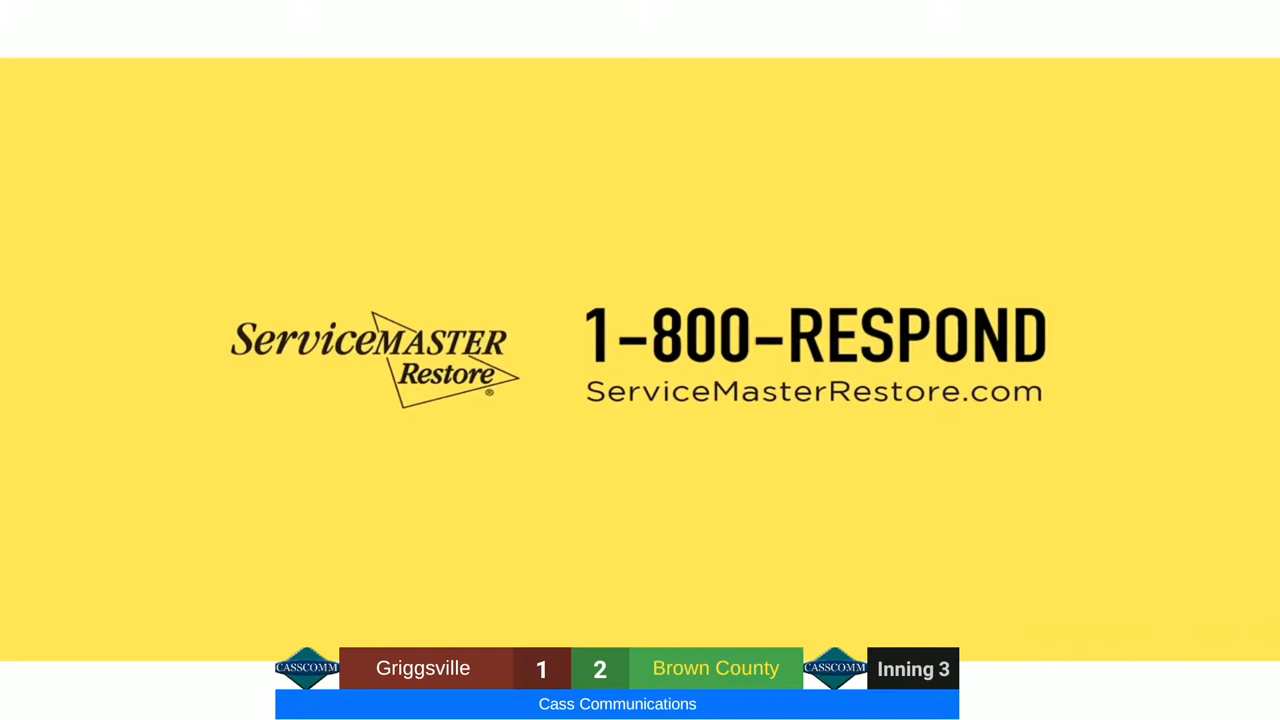 ServiceMASTER
Restore
®
1-800-RESPOND
ServiceMasterRestore.com
CASSCOMM
Griggsville
1
2
Brown County
CASSCOMM
Inning 3
Cass Communications